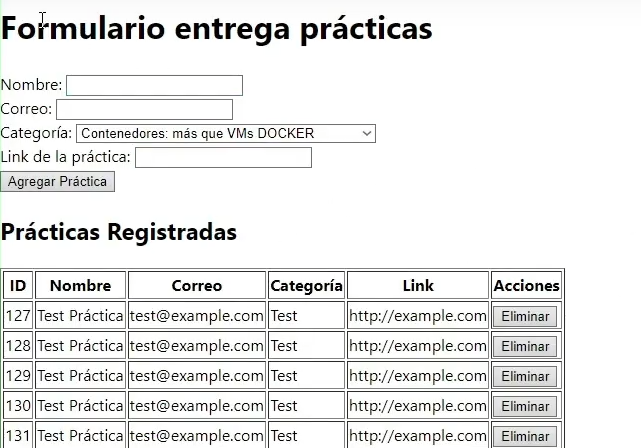 Formulario entrega prácticas
Nombre:
Correo:
Categoría: Contenedores: más que VMs DOCKER
Link de la práctica:
Agregar Práctica
Prácticas Registradas
ID Nombre Correo Categoría Link Acciones
127 Test Práctica test@example.com Test http://example.com Eliminar
128 Test Práctica test@example.com Test http://example.com Eliminar
129 Test Práctica test@example.com Test http://example.com Eliminar
130 Test Práctica test@example.com Test http://example.com Eliminar
131 Test Práctica test@example.com Test http://example.com Eliminar